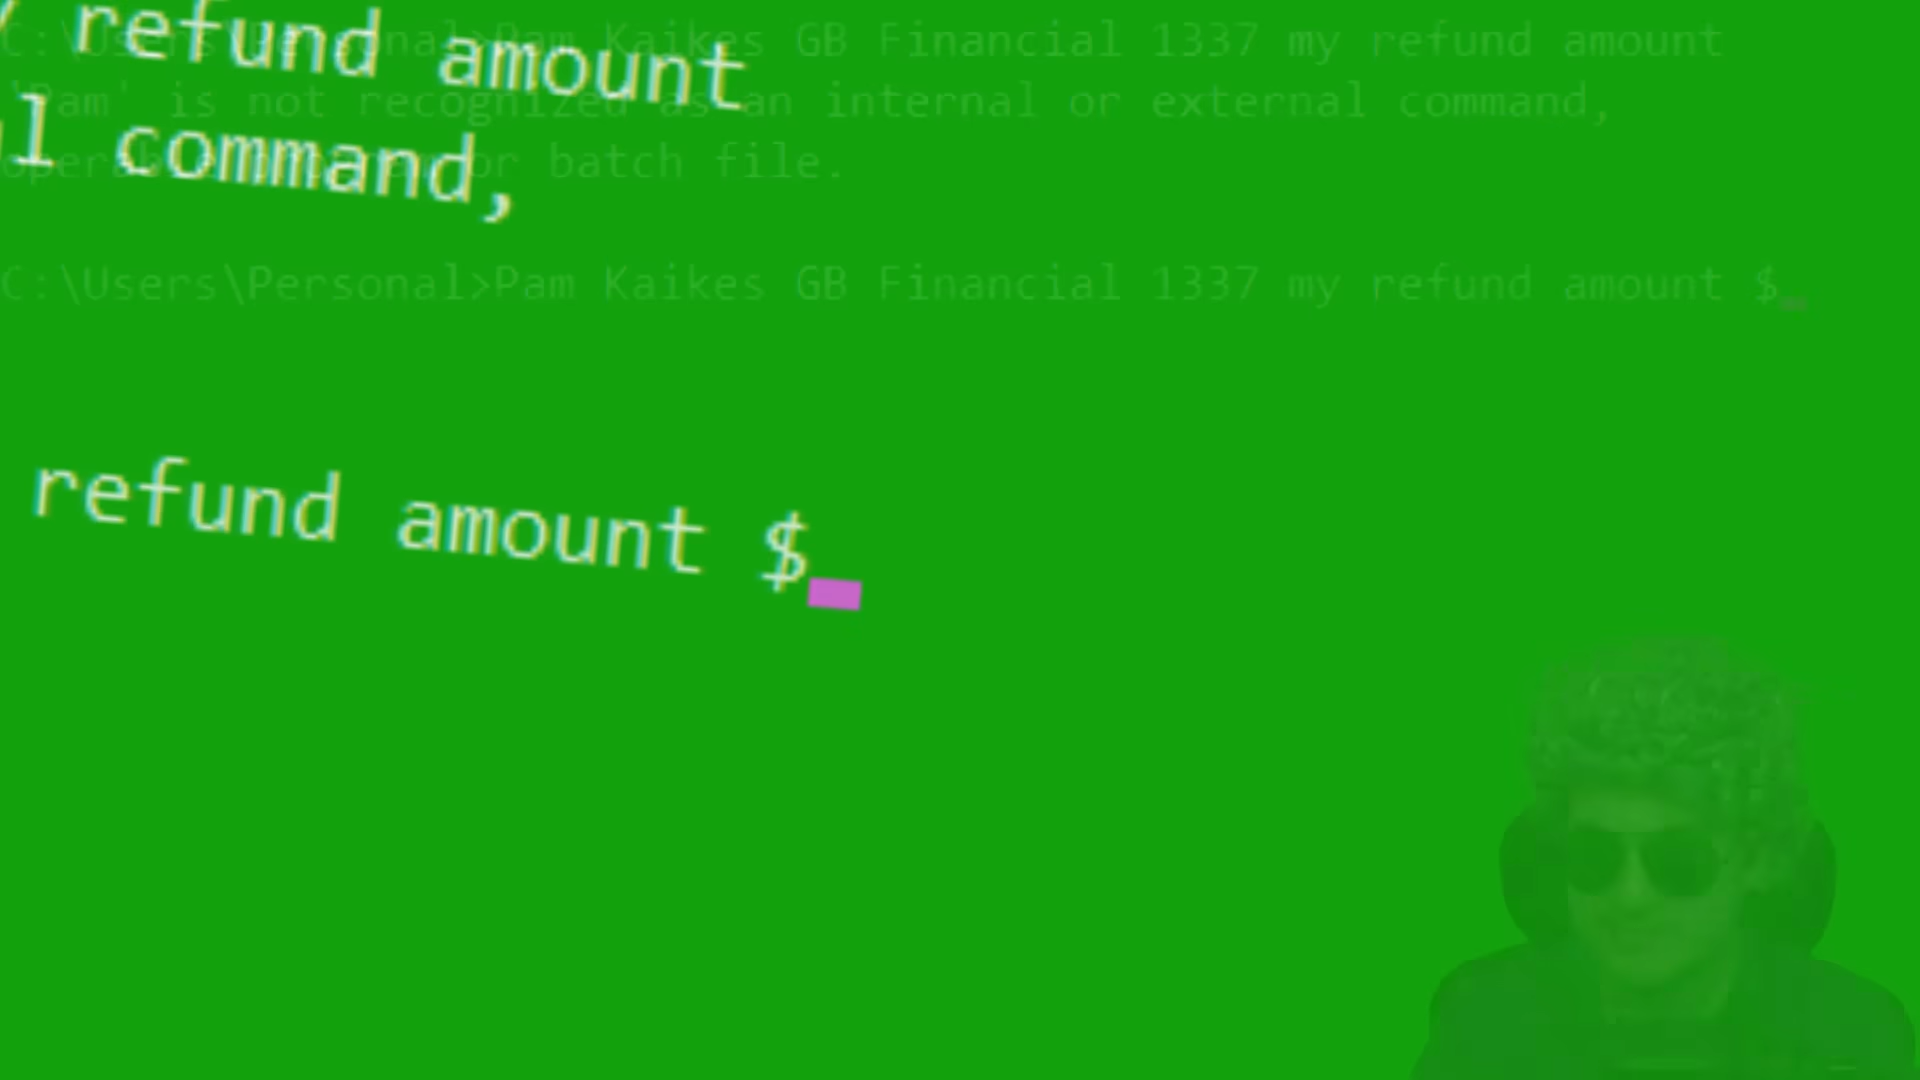 refund amount
C:\Users\Personal>Pam Kaikes GB Financial 1337 my refund amount
'Pam' is not recognized as an internal or external command,
command,
operable program or batch file.
C:\Users\Personal>Pam Kaikes GB Financial 1337 my refund amount $_
refund amount $_